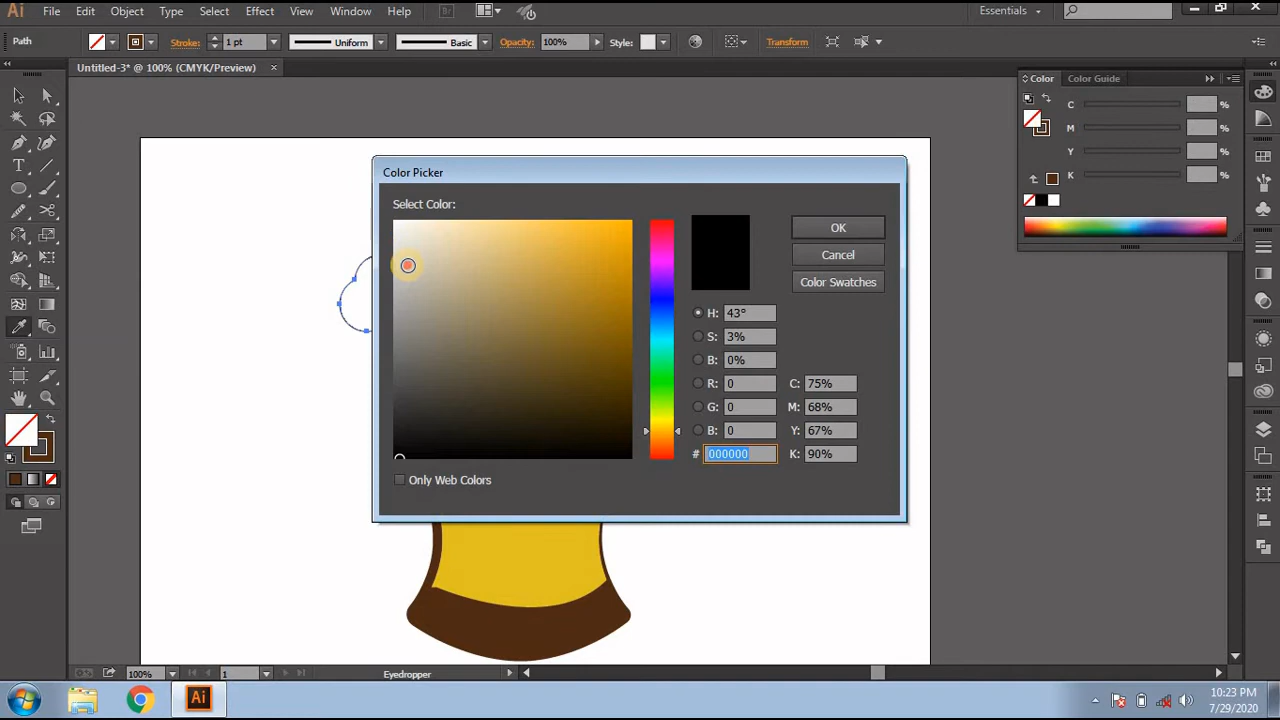 Ai File Edit Object Type Select Effect View Window Help Br Essentials
Path Stroke: 1 pt Uniform Basic Opacity: 100% Style: Transform
Untitled-3* @ 100% (CMYK/Preview) ×
Color Color Guide
C %
M %
Y %
K %
Color Picker
Select Color:
OK
Cancel
Color Swatches
H: 43°
S: 3%
B: 0%
R: 0 C: 75%
G: 0 M: 68%
B: 0 Y: 67%
# 000000 K: 90%
Only Web Colors
100% 1 Eyedropper
Ai
10:23 PM
7/29/2020